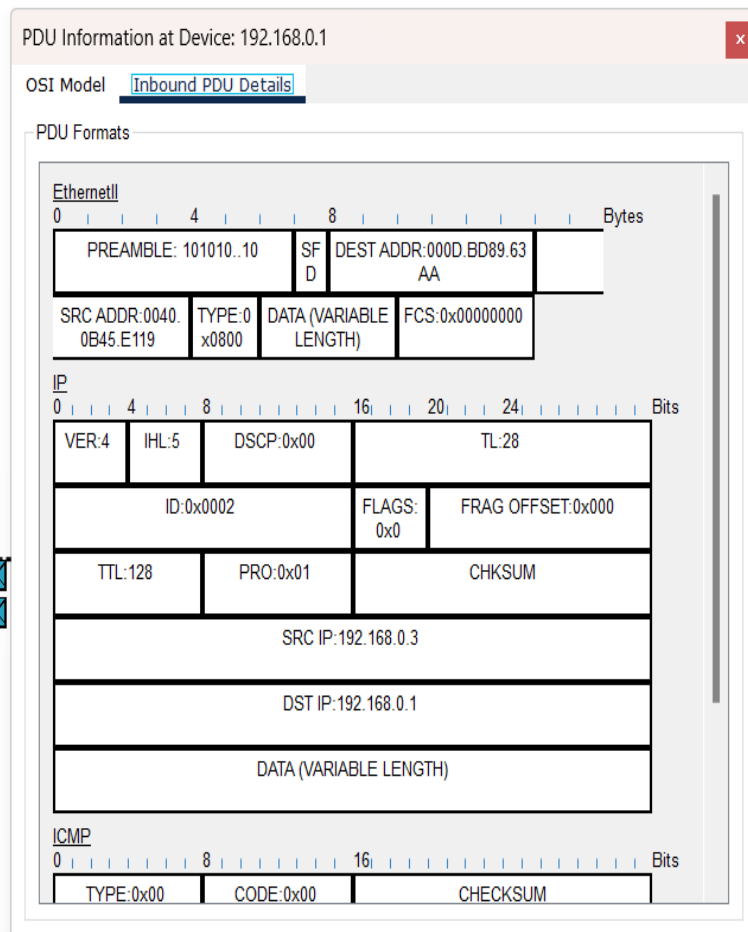 PDU Information at Device: 192.168.0.1
x
OSI Model Inbound PDU Details
PDU Formats
EthernetII
0 4 8 Bytes
PREAMBLE: 101010..10
SF
D
DEST ADDR:000D.BD89.63
AA
SRC ADDR:0040.
0B45.E119
TYPE:0
x0800
DATA (VARIABLE
LENGTH)
FCS:0x00000000
IP
0 4 8 16 20 24 Bits
VER:4 IHL:5 DSCP:0x00 TL:28
ID:0x0002
FLAGS:
0x0
FRAG OFFSET:0x000
TTL:128 PRO:0x01 CHKSUM
SRC IP:192.168.0.3
DST IP:192.168.0.1
DATA (VARIABLE LENGTH)
ICMP
0 8 16 Bits
TYPE:0x00 CODE:0x00 CHECKSUM